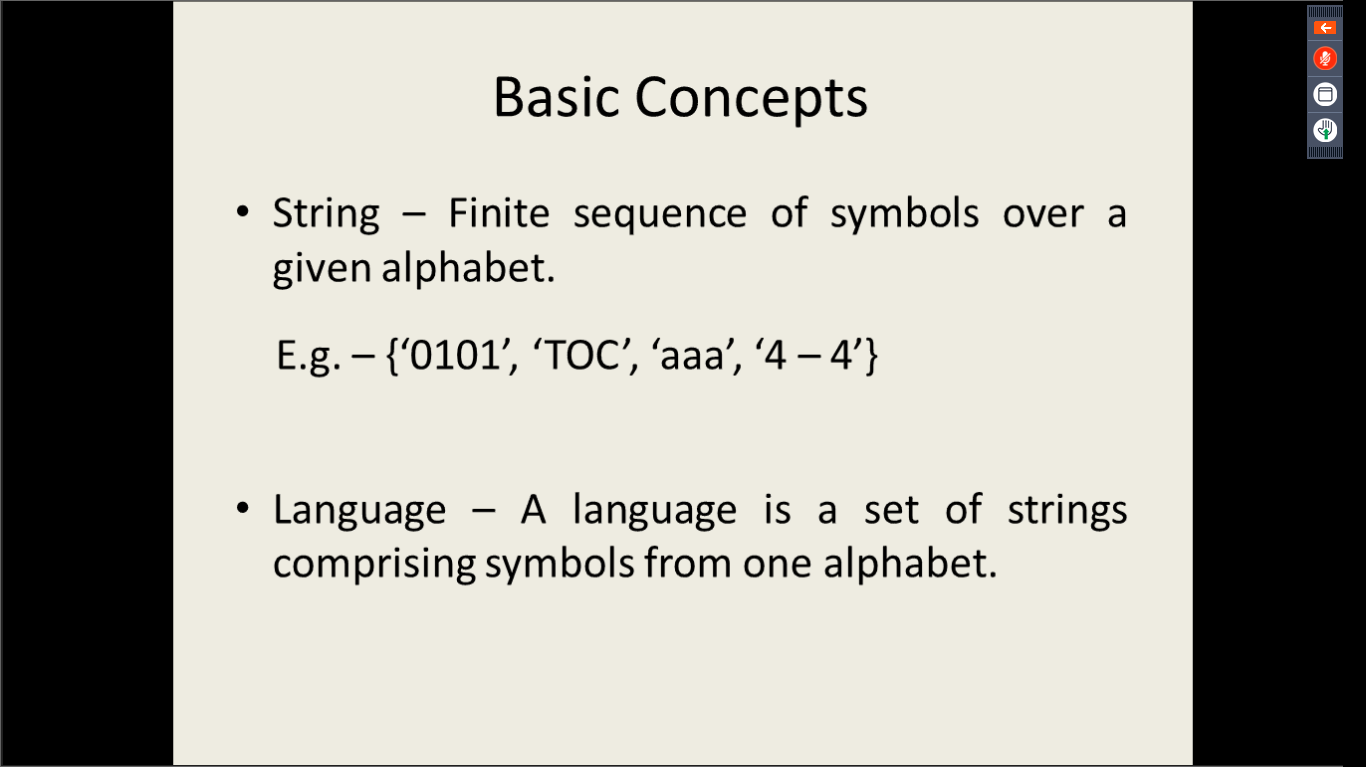 Basic Concepts
• String – Finite sequence of symbols over a
given alphabet.
E.g. – {‘0101’, ‘TOC’, ‘aaa’, ‘4 – 4’}
• Language – A language is a set of strings
comprising symbols from one alphabet.